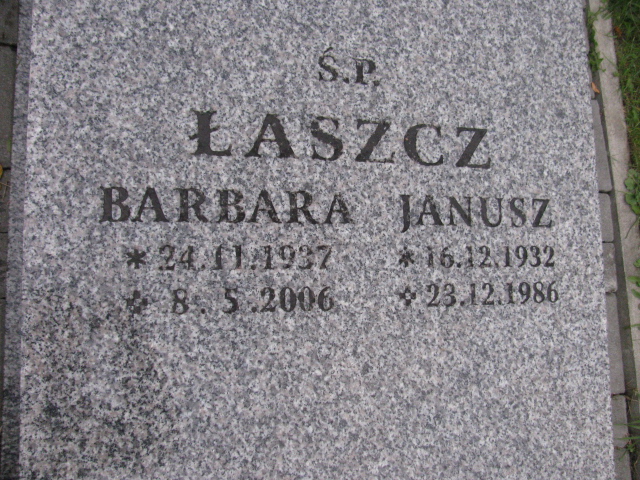 Ś.P.
ŁASZCZ
BARBARA JANUSZ
* 24.11.1937 * 16.12.1932
✤ 8.5.2006 ✤ 23.12.1986